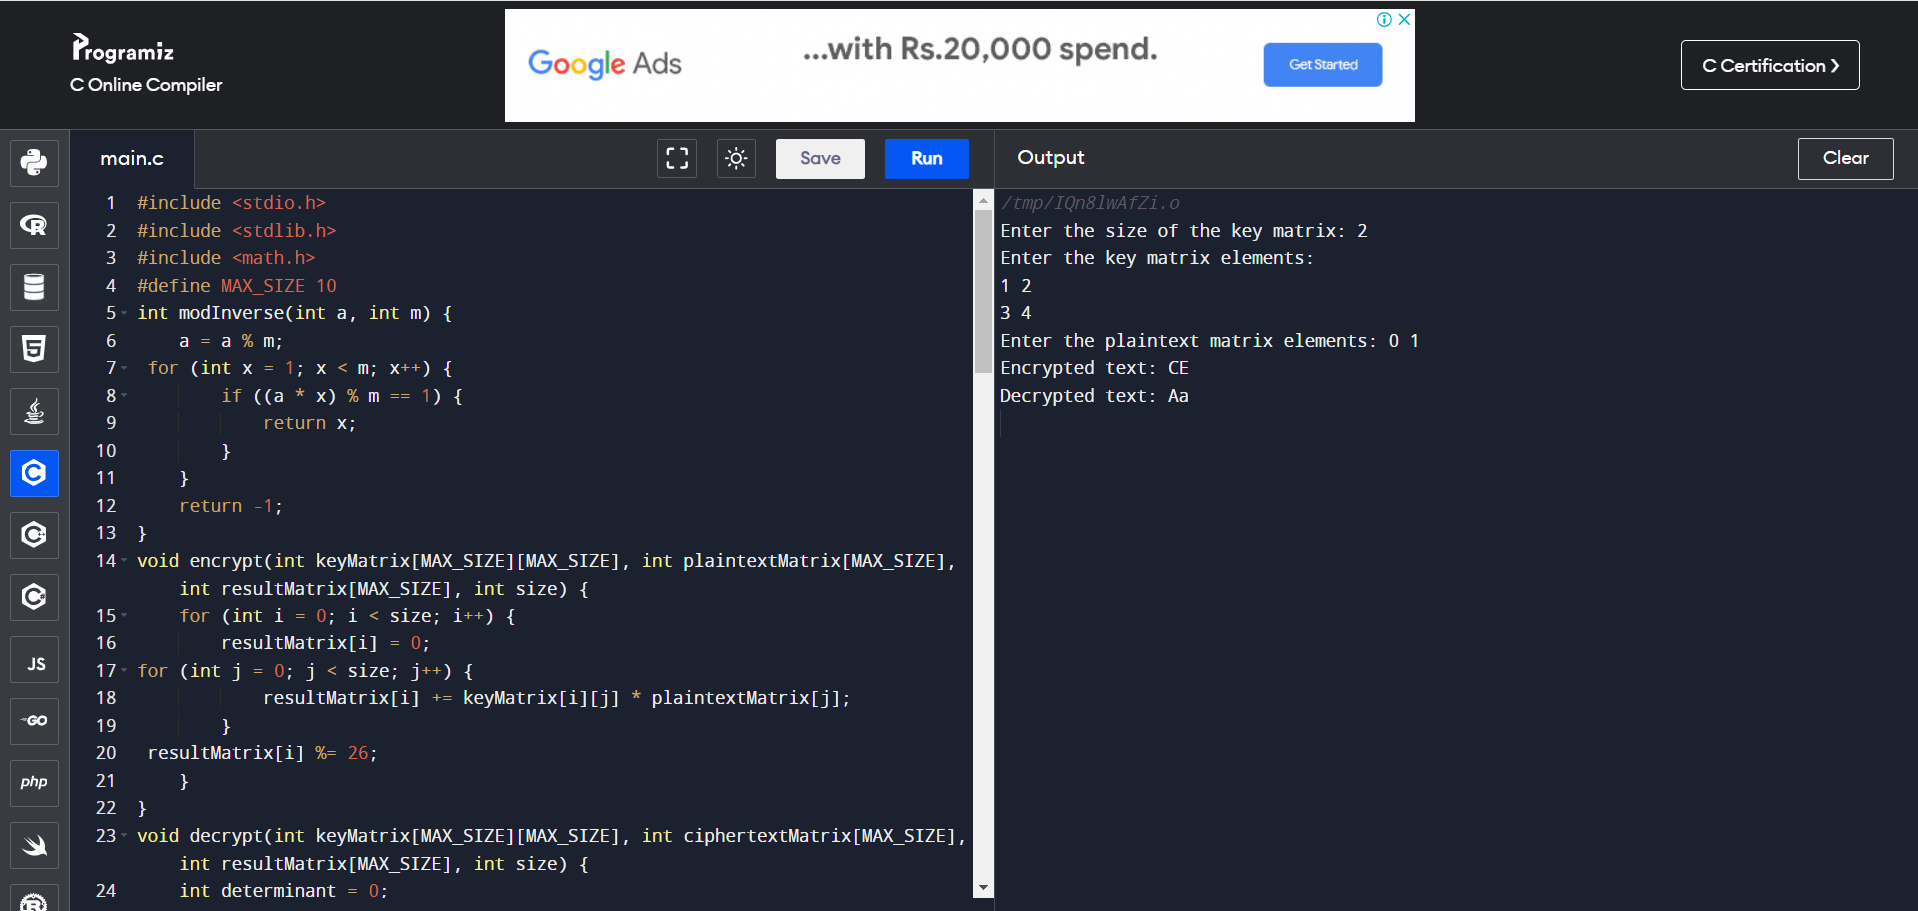 Programiz
C Online Compiler
Google Ads
...with Rs.20,000 spend.
Get Started
C Certification ❯
main.c
Save
Run
Output
Clear
1 #include <stdio.h>
2 #include <stdlib.h>
3 #include <math.h>
4 #define MAX_SIZE 10
5 int modInverse(int a, int m) {
6     a = a % m;
7  for (int x = 1; x < m; x++) {
8         if ((a * x) % m == 1) {
9             return x;
10         }
11     }
12     return -1;
13 }
14 void encrypt(int keyMatrix[MAX_SIZE][MAX_SIZE], int plaintextMatrix[MAX_SIZE],
    int resultMatrix[MAX_SIZE], int size) {
15     for (int i = 0; i < size; i++) {
16         resultMatrix[i] = 0;
17 for (int j = 0; j < size; j++) {
18             resultMatrix[i] += keyMatrix[i][j] * plaintextMatrix[j];
19         }
20  resultMatrix[i] %= 26;
21     }
22 }
23 void decrypt(int keyMatrix[MAX_SIZE][MAX_SIZE], int ciphertextMatrix[MAX_SIZE],
    int resultMatrix[MAX_SIZE], int size) {
24     int determinant = 0;
/tmp/IQn8lwAfZi.o
Enter the size of the key matrix: 2
Enter the key matrix elements:
1 2
3 4
Enter the plaintext matrix elements: 0 1
Encrypted text: CE
Decrypted text: Aa
R
5
C
C
C
JS
GO
php
R